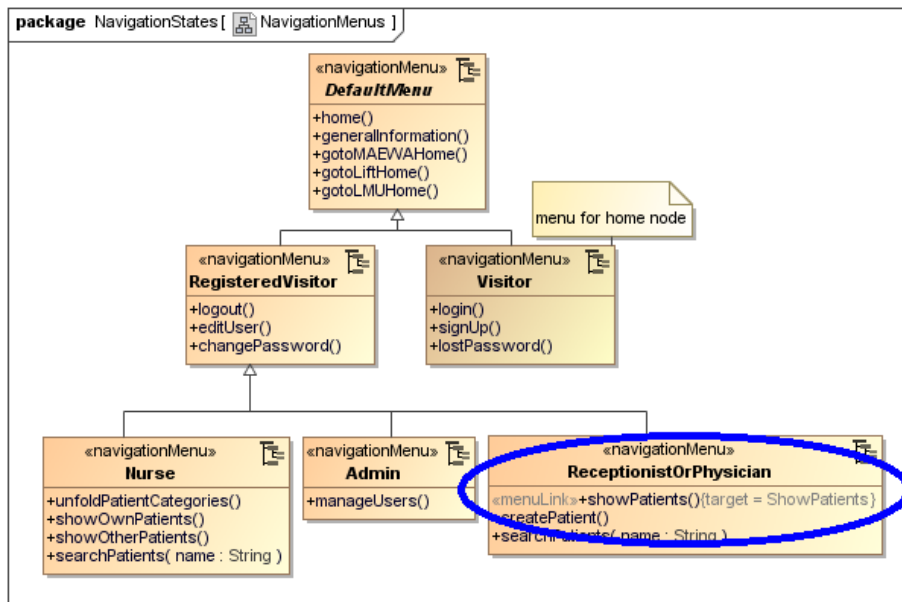 package NavigationStates [ NavigationMenus ]
«navigationMenu»
DefaultMenu
+home()
+generalInformation()
+gotoMAEWAHome()
+gotoLiftHome()
+gotoLMUHome()
menu for home node
«navigationMenu»
RegisteredVisitor
+logout()
+editUser()
+changePassword()
«navigationMenu»
Visitor
+login()
+signUp()
+lostPassword()
«navigationMenu»
Nurse
+unfoldPatientCategories()
+showOwnPatients()
+showOtherPatients()
+searchPatients( name : String )
«navigationMenu»
Admin
+manageUsers()
«navigationMenu»
ReceptionistOrPhysician
«menuLink»+showPatients(){target = ShowPatients}
+createPatient()
+searchPatients( name : String )